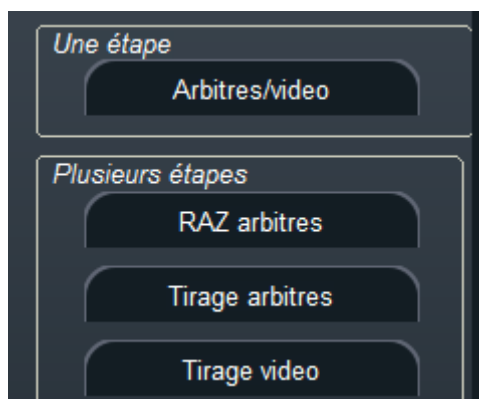 Une étape
Arbitres/video
Plusieurs étapes
RAZ arbitres
Tirage arbitres
Tirage video